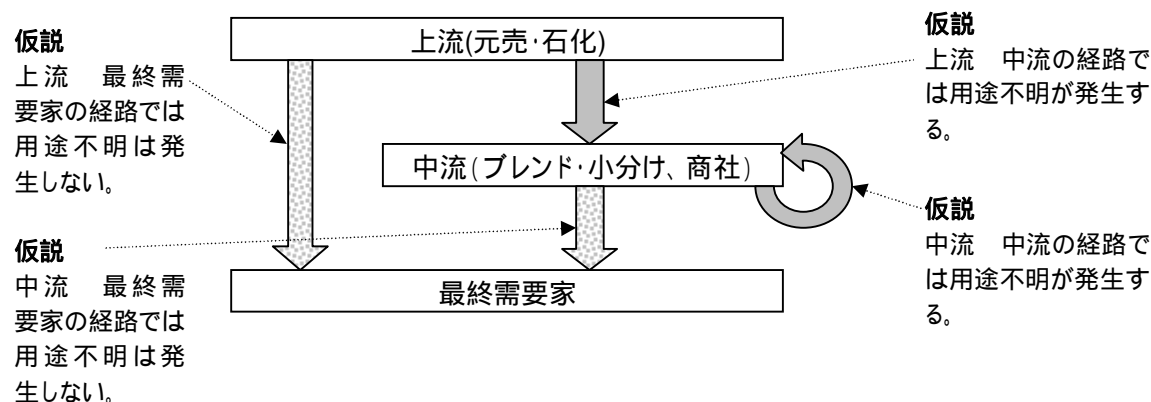 仮説
上流　最終需
要家の経路では
用途不明は発
生しない。
仮説
中流　最終需
要家の経路では
用途不明は発
生しない。
上流(元売・石化)
中流(ブレンド・小分け、商社)
最終需要家
仮説
上流　中流の経路で
は用途不明が発生す
る。
仮説
中流　中流の経路で
は用途不明が発生す
る。